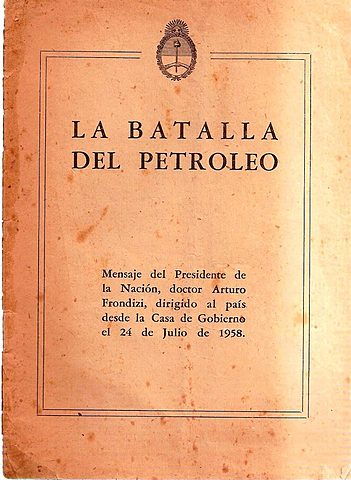 LA BATALLA
DEL PETROLEO
Mensaje del Presidente de
la Nación, doctor Arturo
Frondizi, dirigido al país
desde la Casa de Gobierno
el 24 de Julio de 1958.